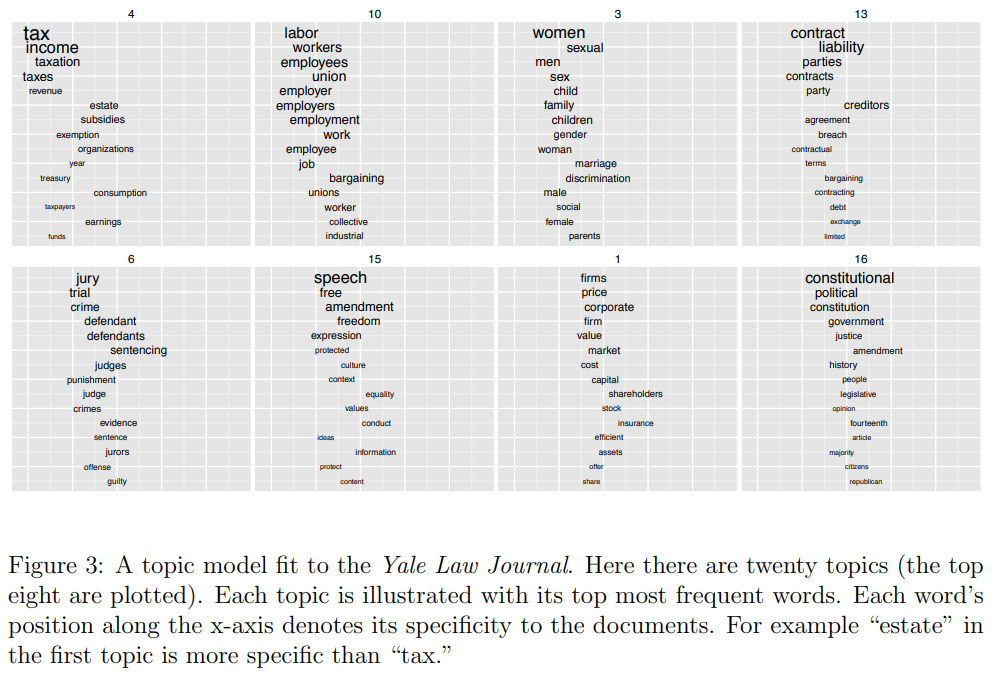 4
tax
income
taxation
taxes
revenue
estate
subsidies
exemption
organizations
year
treasury
consumption
taxpayers
earnings
funds
10
labor
workers
employees
union
employer
employers
employment
work
employee
job
bargaining
unions
worker
collective
industrial
3
women
sexual
men
sex
child
family
children
gender
woman
marriage
discrimination
male
social
female
parents
13
contract
liability
parties
contracts
party
creditors
agreement
breach
contractual
terms
bargaining
contracting
debt
exchange
limited
6
jury
trial
crime
defendant
defendants
sentencing
judges
punishment
judge
crimes
evidence
sentence
jurors
offense
guilty
15
speech
free
amendment
freedom
expression
protected
culture
context
equality
values
conduct
ideas
information
protect
content
1
firms
price
corporate
firm
value
market
cost
capital
shareholders
stock
insurance
efficient
assets
offer
share
16
constitutional
political
constitution
government
justice
amendment
history
people
legislative
opinion
fourteenth
article
majority
citizens
republican
Figure 3: A topic model fit to the Yale Law Journal. Here there are twenty topics (the top
eight are plotted). Each topic is illustrated with its top most frequent words. Each word's
position along the x-axis denotes its specificity to the documents. For example “estate” in
the first topic is more specific than “tax.”